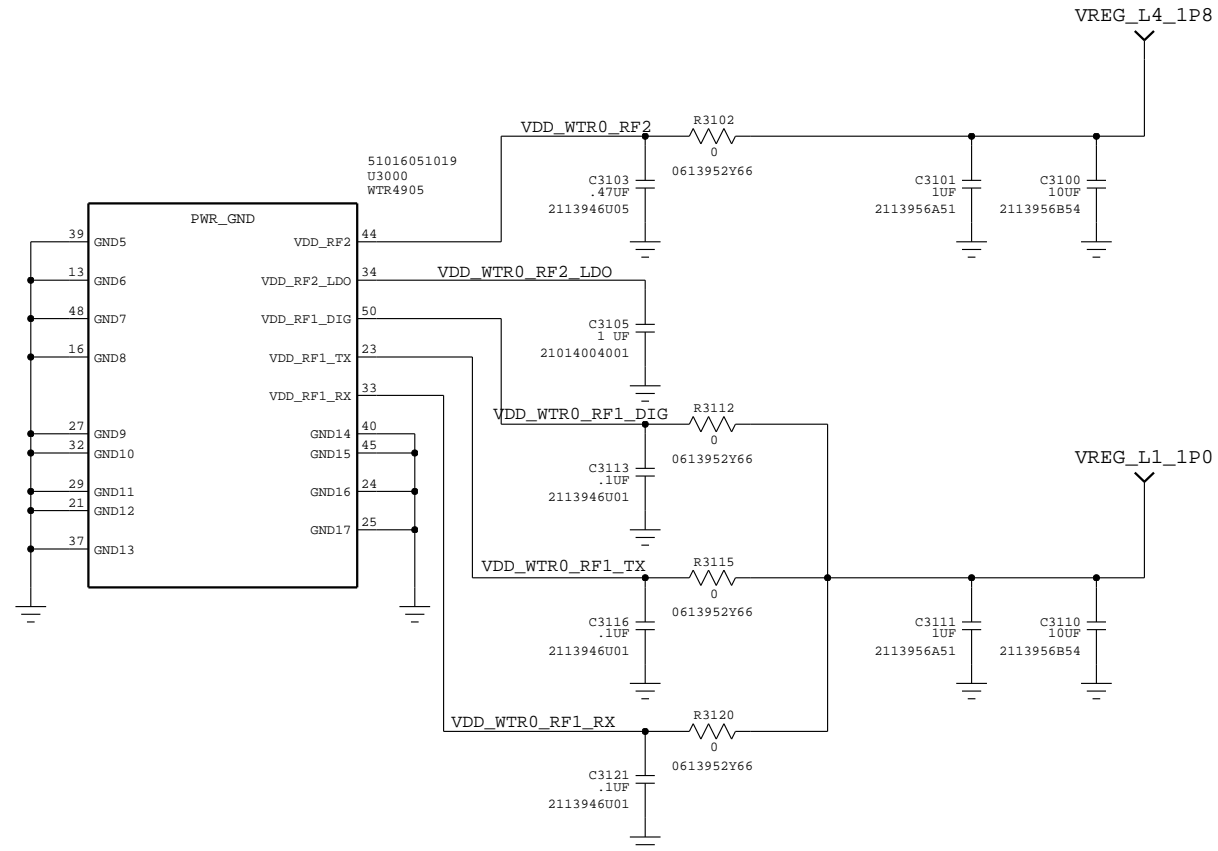 VREG_L4_1P8
VDD_WTR0_RF2
R3102
0
0613952Y66
C3103
.47UF
2113946U05
C3101
1UF
2113956A51
C3100
10UF
2113956B54
51016051019
U3000
WTR4905
PWR_GND
39 GND5
13 GND6
48 GND7
16 GND8
27 GND9
32 GND10
29 GND11
21 GND12
37 GND13
VDD_RF2 44
VDD_RF2_LDO 34
VDD_RF1_DIG 50
VDD_RF1_TX 23
VDD_RF1_RX 33
GND14 40
GND15 45
GND16 24
GND17 25
VDD_WTR0_RF2_LDO
C3105
1 UF
21014004001
VDD_WTR0_RF1_DIG
R3112
0
0613952Y66
C3113
.1UF
2113946U01
VREG_L1_1P0
VDD_WTR0_RF1_TX
R3115
0
0613952Y66
C3116
.1UF
2113946U01
C3111
1UF
2113956A51
C3110
10UF
2113956B54
VDD_WTR0_RF1_RX
R3120
0
0613952Y66
C3121
.1UF
2113946U01